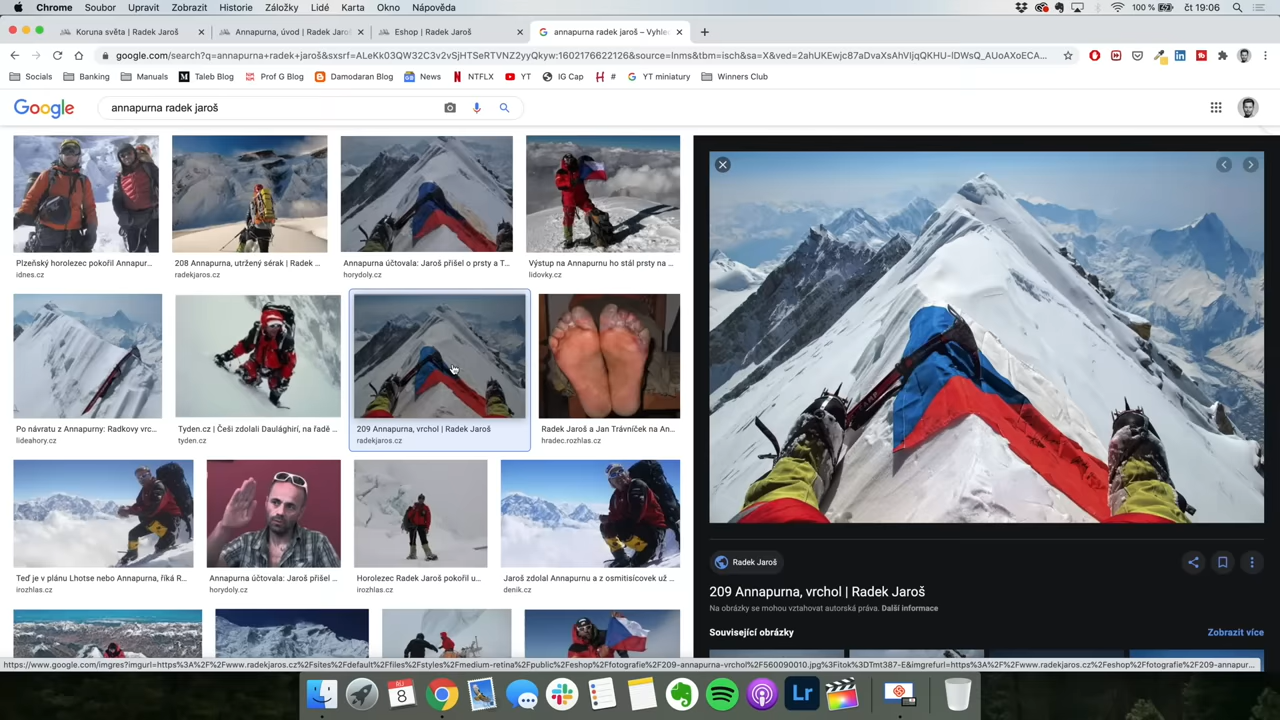 Chrome Soubor Upravit Zobrazit Historie Záložky Lidé Karta Okno Nápověda 100 % čt 19:06
Koruna světa | Radek Jaroš
Annapurna, úvod | Radek Jaroš
Eshop | Radek Jaroš
annapurna radek jaroš – Vyhle
google.com/search?q=annapurna+radek+jaroš&sxsrf=ALeKk03QW32C3v2vSjHTSeRTVNZ2yyQkyw:1602176622126&source=lnms&tbm=isch&sa=X&ved=2ahUKEwjc87aDvaXsAhVIjqQKHU-lDWsQ_AUoAXoECA...
Socials Banking Manuals Taleb Blog Prof G Blog Damodaran Blog News NTFLX YT IG Cap # YT miniatury Winners Club
Google
annapurna radek jaroš
Plzeňský horolezec pokořil Annapur...
idnes.cz
208 Annapurna, utržený sérak | Radek ...
radekjaros.cz
Annapurna účtovala: Jaroš přišel o prsty a T...
horydoly.cz
Výstup na Annapurnu ho stál prsty na ...
lidovky.cz
Po návratu z Annapurny: Radkovy vrc...
lideahory.cz
Tyden.cz | Češi zdolali Daulághirí, na řadě ...
tyden.cz
209 Annapurna, vrchol | Radek Jaroš
radekjaros.cz
Radek Jaroš a Jan Trávníček na An...
hradec.rozhlas.cz
Teď je v plánu Lhotse nebo Annapurna, říká R...
irozhlas.cz
Annapurna účtovala: Jaroš přišel ...
horydoly.cz
Horolezec Radek Jaroš pokořil u...
irozhlas.cz
Jaroš zdolal Annapurnu a z osmitisícovek už ...
denik.cz
Radek Jaroš
209 Annapurna, vrchol | Radek Jaroš
Na obrázky se mohou vztahovat autorská práva. Další informace
Související obrázky
Zobrazit více
https://www.google.com/imgres?imgurl=https%3A%2F%2Fwww.radekjaros.cz%2Fsites%2Fdefault%2Ffiles%2Fstyles%2Fmedium-retina%2Fpublic%2Feshop%2Ffotografie%2F209-annapurna-vrchol%2F560090010.jpg%3Fitok%3DTmt387-E&imgrefurl=https%3A%2F%2Fwww.radekjaros.cz%2Feshop%2Ffotografie%2F209-annapur...
ŘÍJ
8
Lr